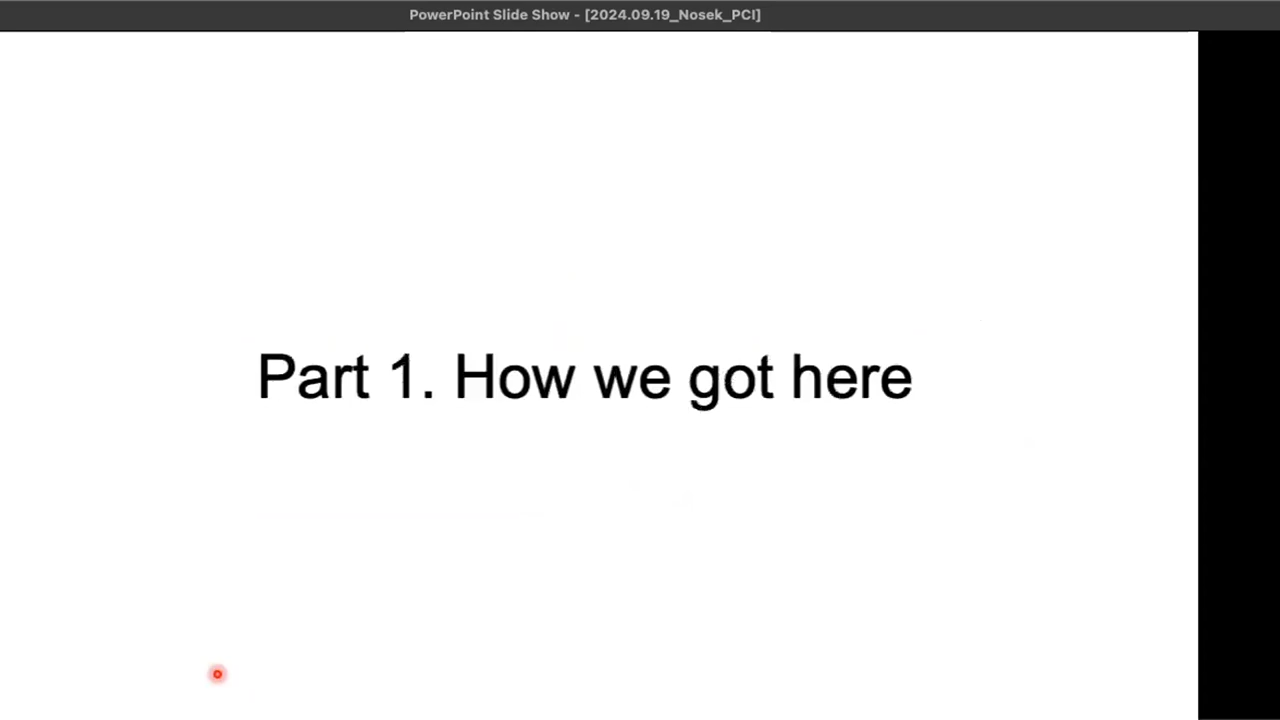 PowerPoint Slide Show - [2024.09.19_Nosek_PCI]
Part 1. How we got here